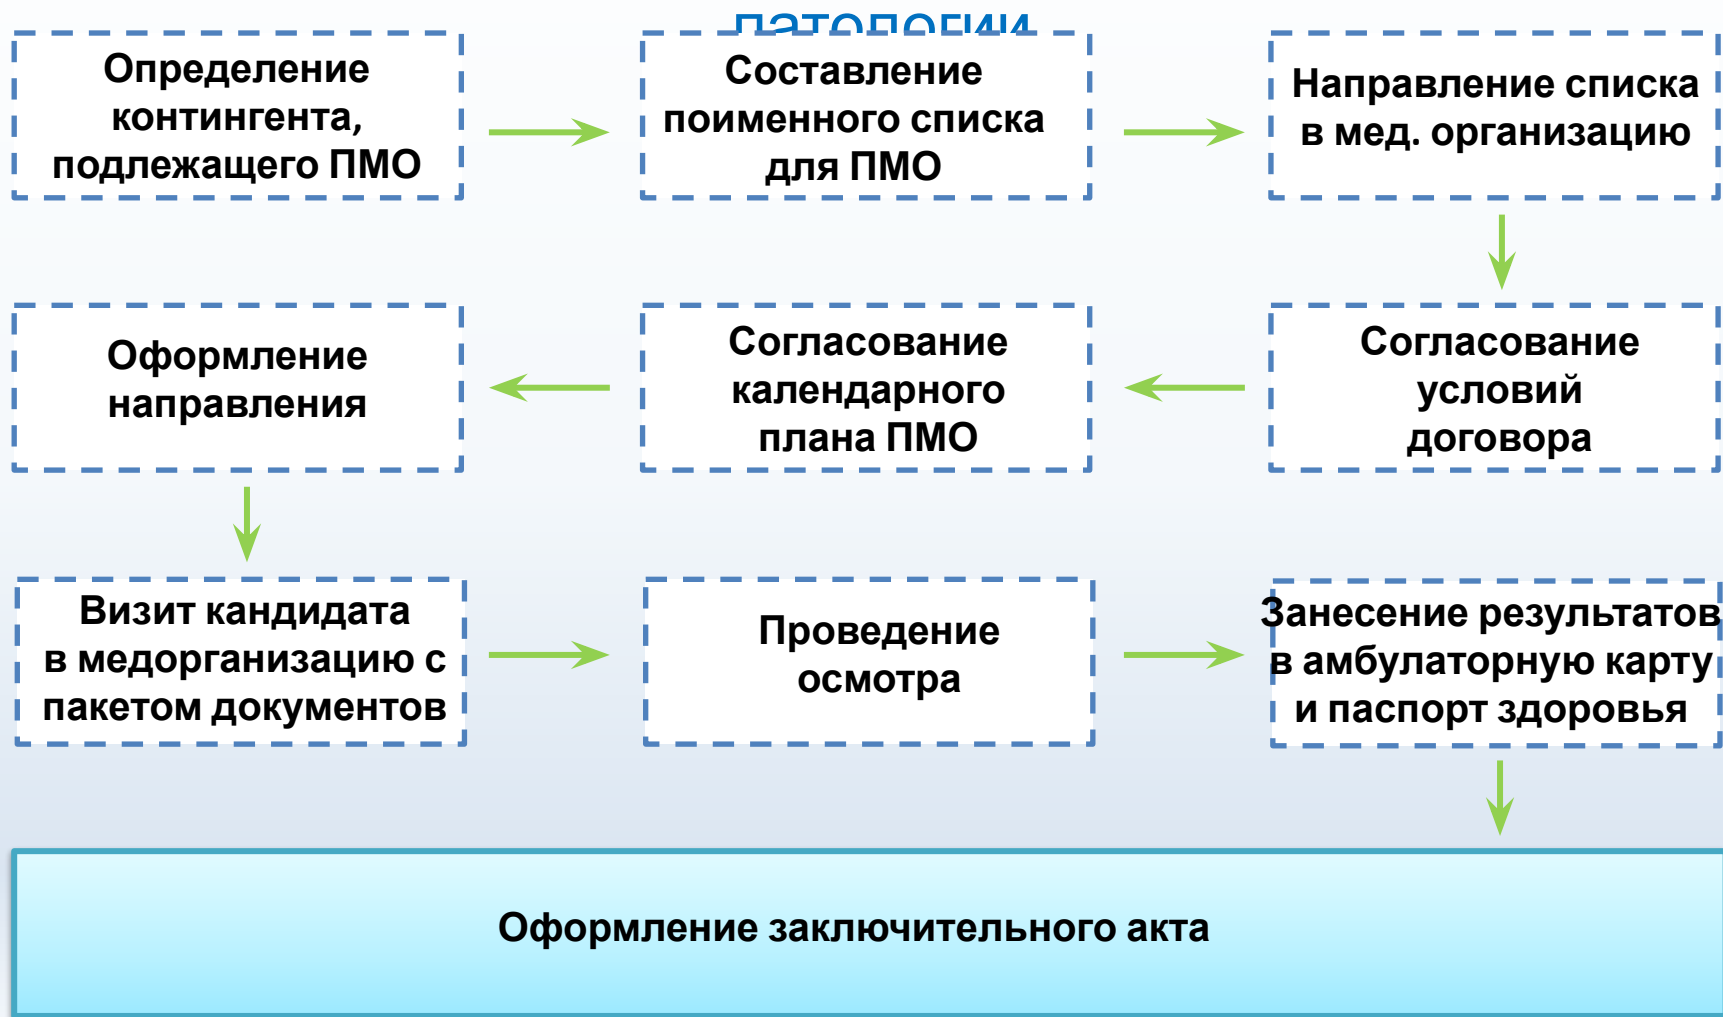 патологии
Определение
контингента,
подлежащего ПМО
Составление
поименного списка
для ПМО
Направление списка
в мед. организацию
Оформление
направления
Согласование
календарного
плана ПМО
Согласование
условий
договора
Визит кандидата
в медорганизацию с
пакетом документов
Проведение
осмотра
Занесение результатов
в амбулаторную карту
и паспорт здоровья
Оформление заключительного акта